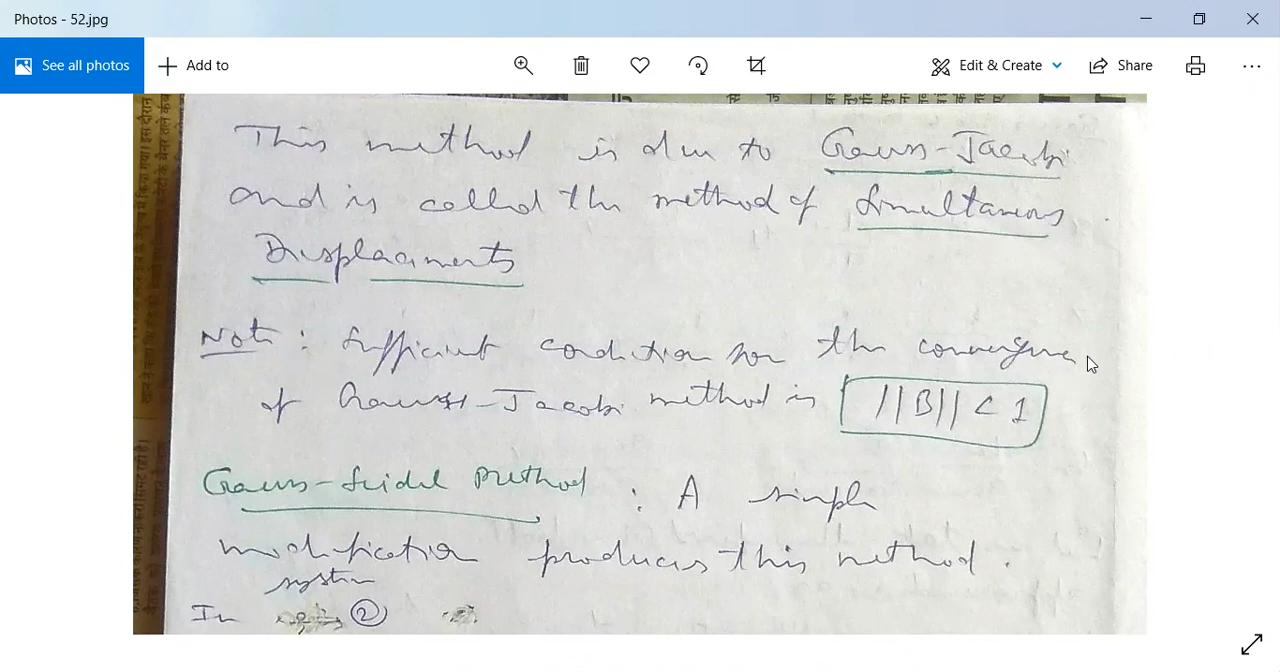 Photos - 52.jpg
See all photos
Add to
Edit & Create
Share
This method is due to Gauss-Jacobi
and is called the method of Simultaneous
Displacements
Note: Sufficient condition for the convergence
of Gauss-Jacobi method is ||B|| < 1
Gauss-Seidel Method : A simple
modification produces this method.
system
In ②